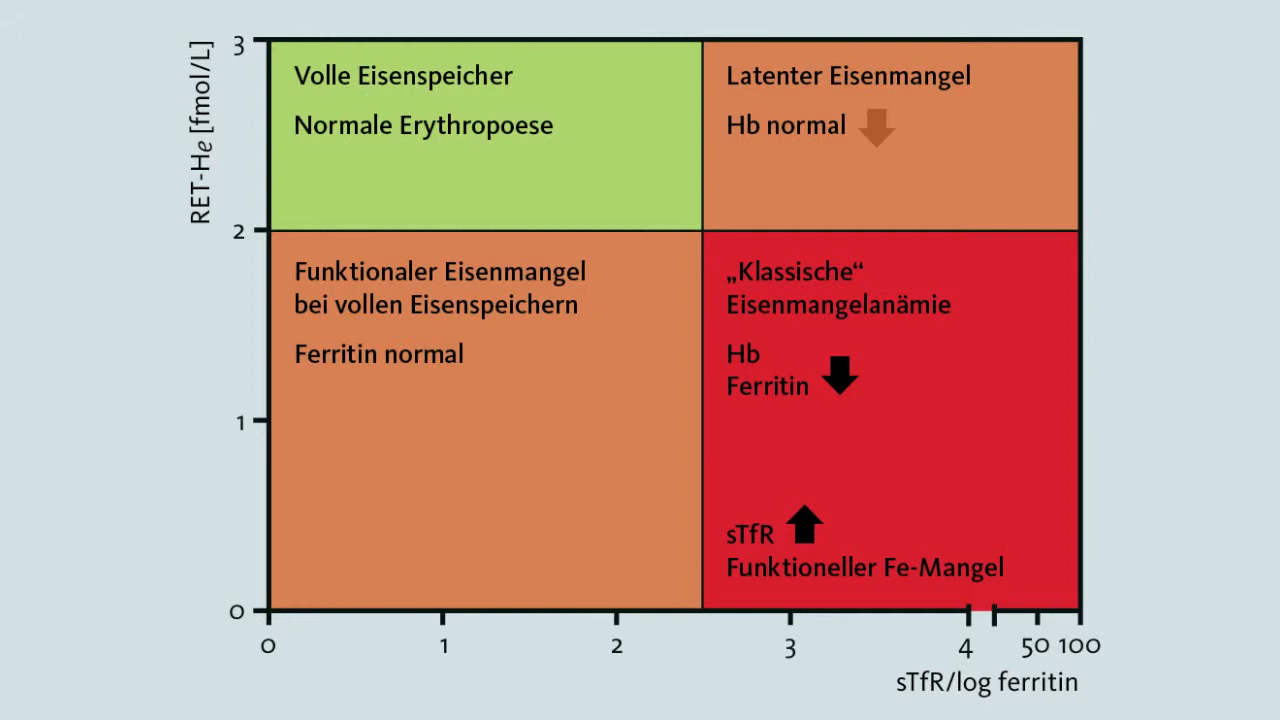 RET-He [fmol/L]
3
2
1
0
Volle Eisenspeicher
Normale Erythropoese
Latenter Eisenmangel
Hb normal
Funktionaler Eisenmangel
bei vollen Eisenspeichern
Ferritin normal
„Klassische“
Eisenmangelanämie
Hb
Ferritin
sTfR
Funktioneller Fe-Mangel
0 1 2 3 4 50 100
sTfR/log ferritin